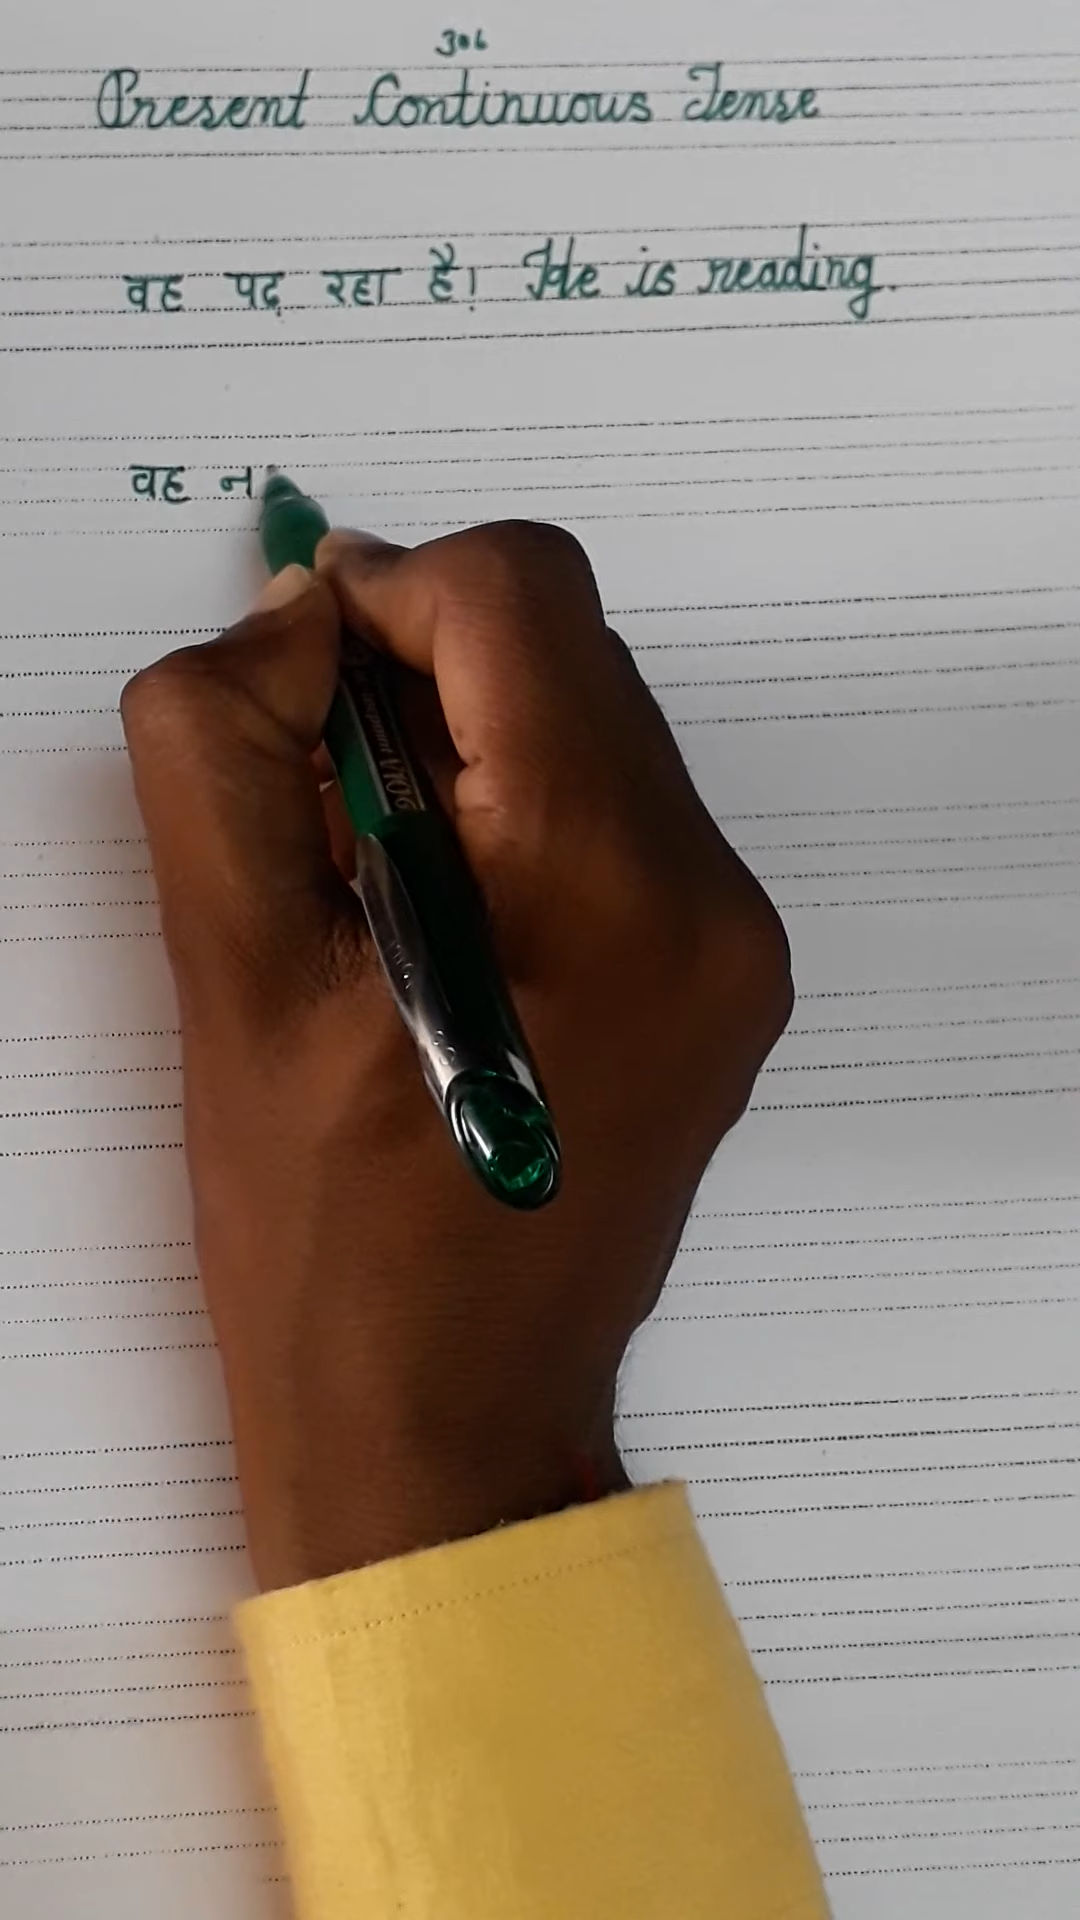 306
Present Continuous Tense
वह पढ़ रहा है। He is reading.
वह न